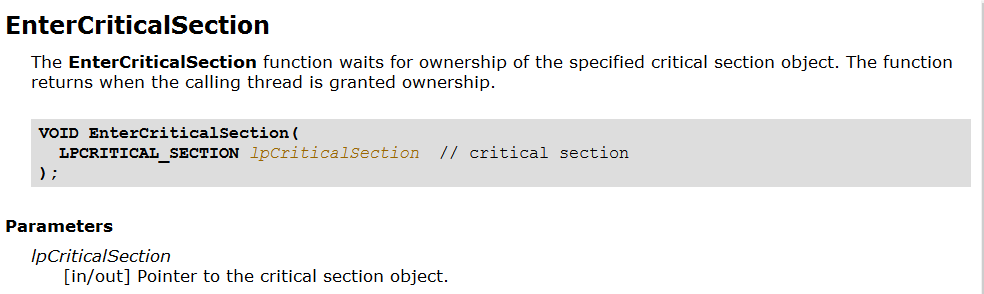 EnterCriticalSection
The EnterCriticalSection function waits for ownership of the specified critical section object. The function
returns when the calling thread is granted ownership.
VOID EnterCriticalSection(
  LPCRITICAL_SECTION lpCriticalSection  // critical section
);
Parameters
lpCriticalSection
[in/out] Pointer to the critical section object.